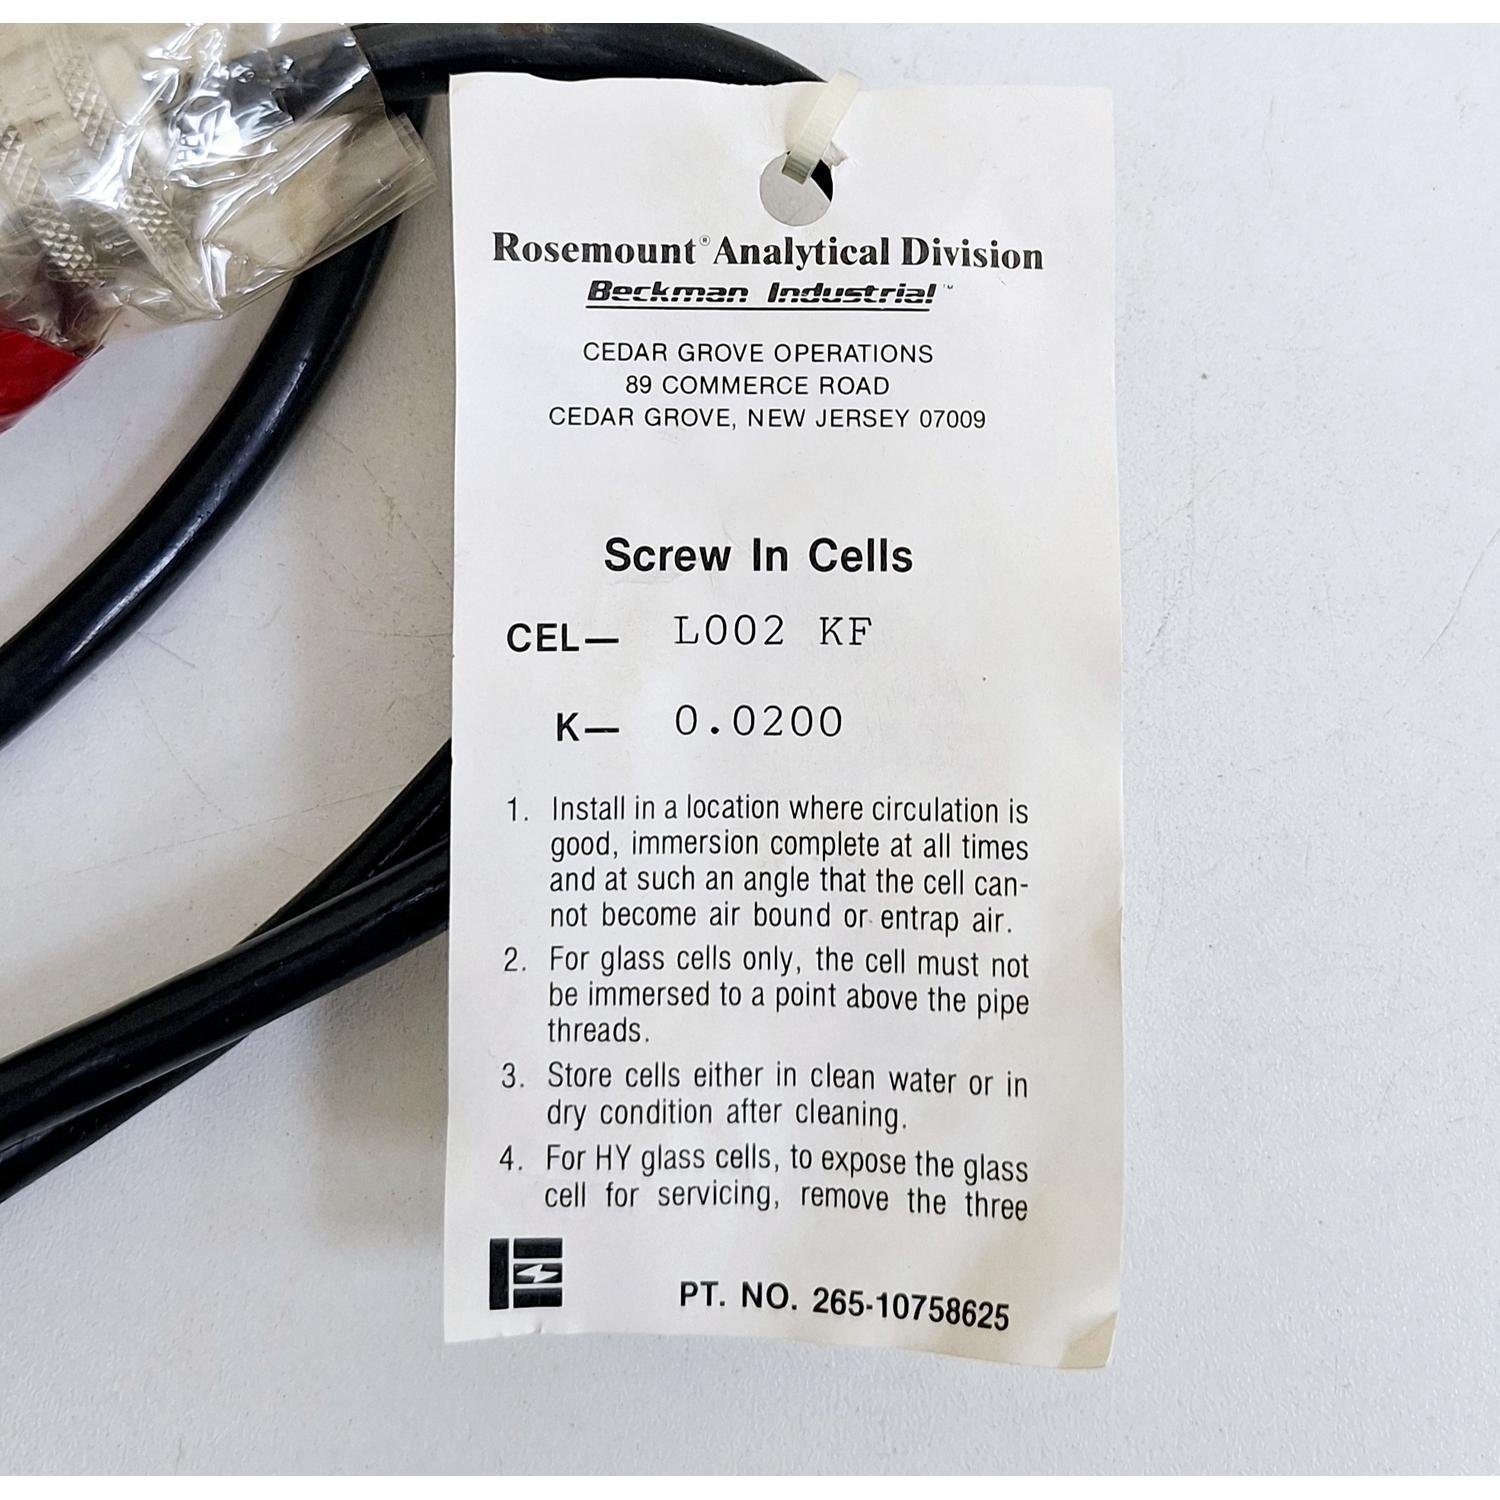 Rosemount® Analytical Division
Beckman Industrial™
CEDAR GROVE OPERATIONS
89 COMMERCE ROAD
CEDAR GROVE, NEW JERSEY 07009
Screw In Cells
CEL— L002 KF
K— 0.0200
1. Install in a location where circulation is
good, immersion complete at all times
and at such an angle that the cell can-
not become air bound or entrap air.
2. For glass cells only, the cell must not
be immersed to a point above the pipe
threads.
3. Store cells either in clean water or in
dry condition after cleaning.
4. For HY glass cells, to expose the glass
cell for servicing, remove the three
PT. NO. 265-10758625